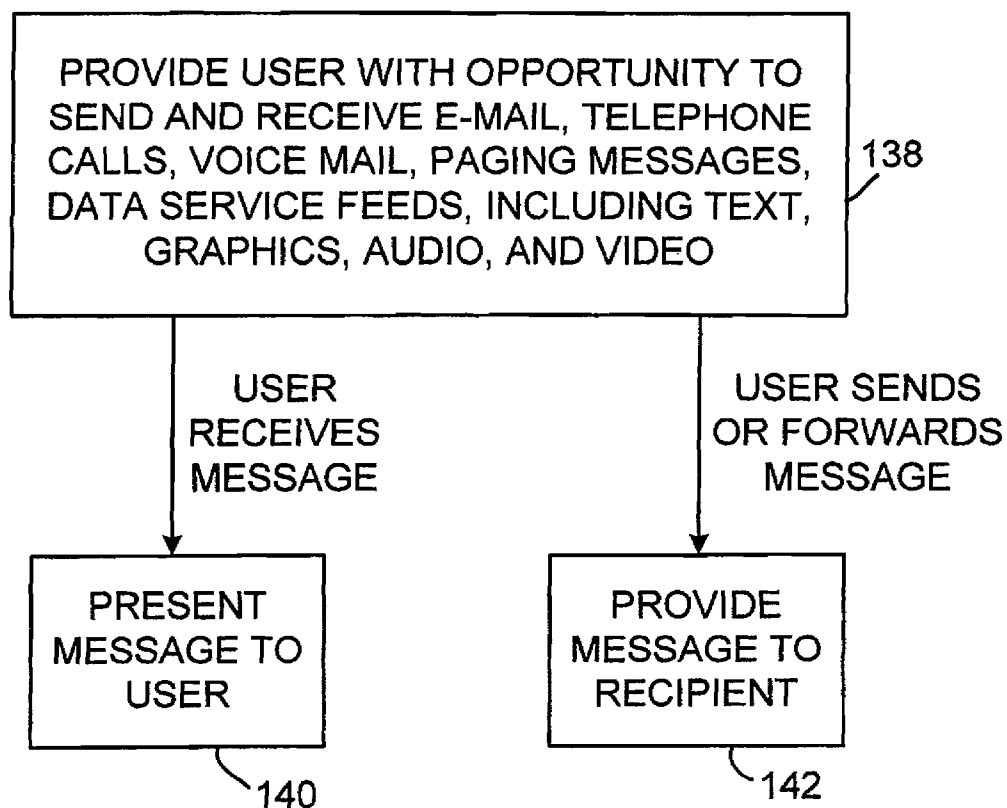 PROVIDE USER WITH OPPORTUNITY TO
SEND AND RECEIVE E-MAIL, TELEPHONE
CALLS, VOICE MAIL, PAGING MESSAGES,
DATA SERVICE FEEDS, INCLUDING TEXT,
GRAPHICS, AUDIO, AND VIDEO
138
USER
RECEIVES
MESSAGE
USER SENDS
OR FORWARDS
MESSAGE
PRESENT
MESSAGE TO
USER
140
PROVIDE
MESSAGE TO
RECIPIENT
142